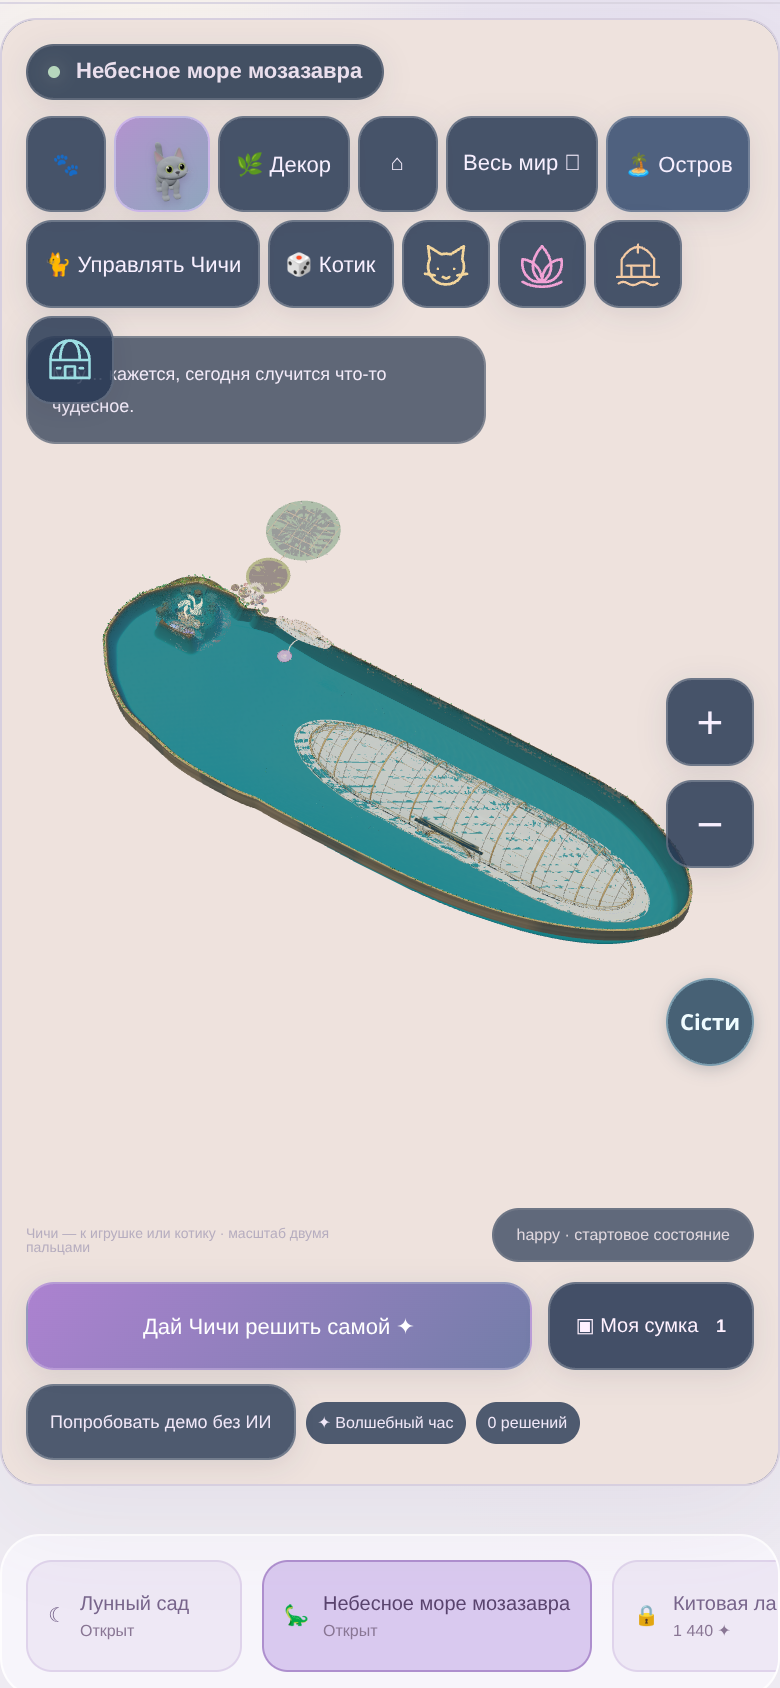 Небесное море мозазавра
Декор
Весь мир
Остров
Управлять Чичи
Котик
кажется, сегодня случится что-то
чудесное.
+
−
Сісти
Чичи — к игрушке или котику · масштаб двумя
пальцами
happy · стартовое состояние
Дай Чичи решить самой ✦
Моя сумка 1
Попробовать демо без ИИ
✦ Волшебный час
0 решений
Лунный сад
Открыт
Небесное море мозазавра
Открыт
Китовая ла
1 440 ✦